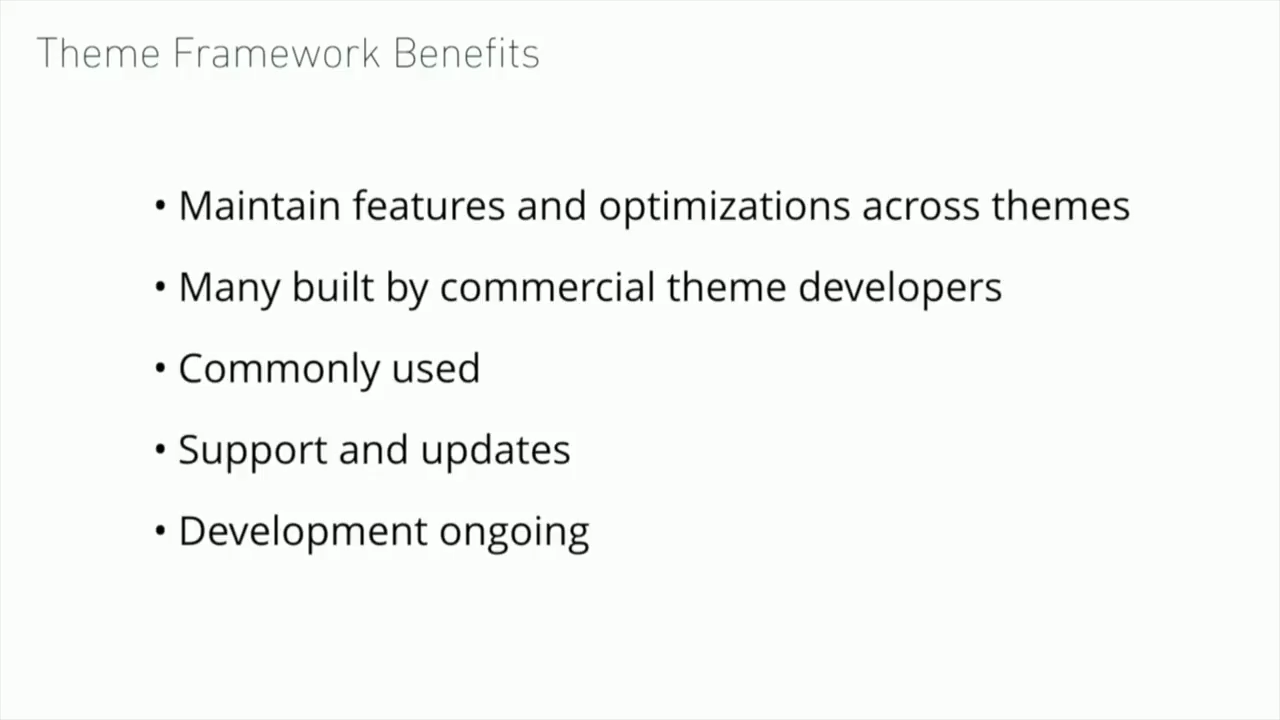 Theme Framework Benefits
• Maintain features and optimizations across themes
• Many built by commercial theme developers
• Commonly used
• Support and updates
• Development ongoing